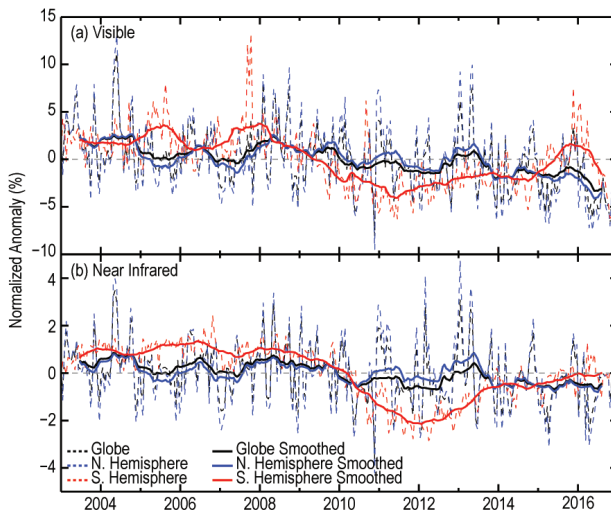 15
(a) Visible
10
5
0
−5
−10
Normalized Anomaly (%)
(b) Near Infrared
4
2
0
−2
−4
Globe
Globe Smoothed
N. Hemisphere
N. Hemisphere Smoothed
S. Hemisphere
S. Hemisphere Smoothed
2004 2006 2008 2010 2012 2014 2016